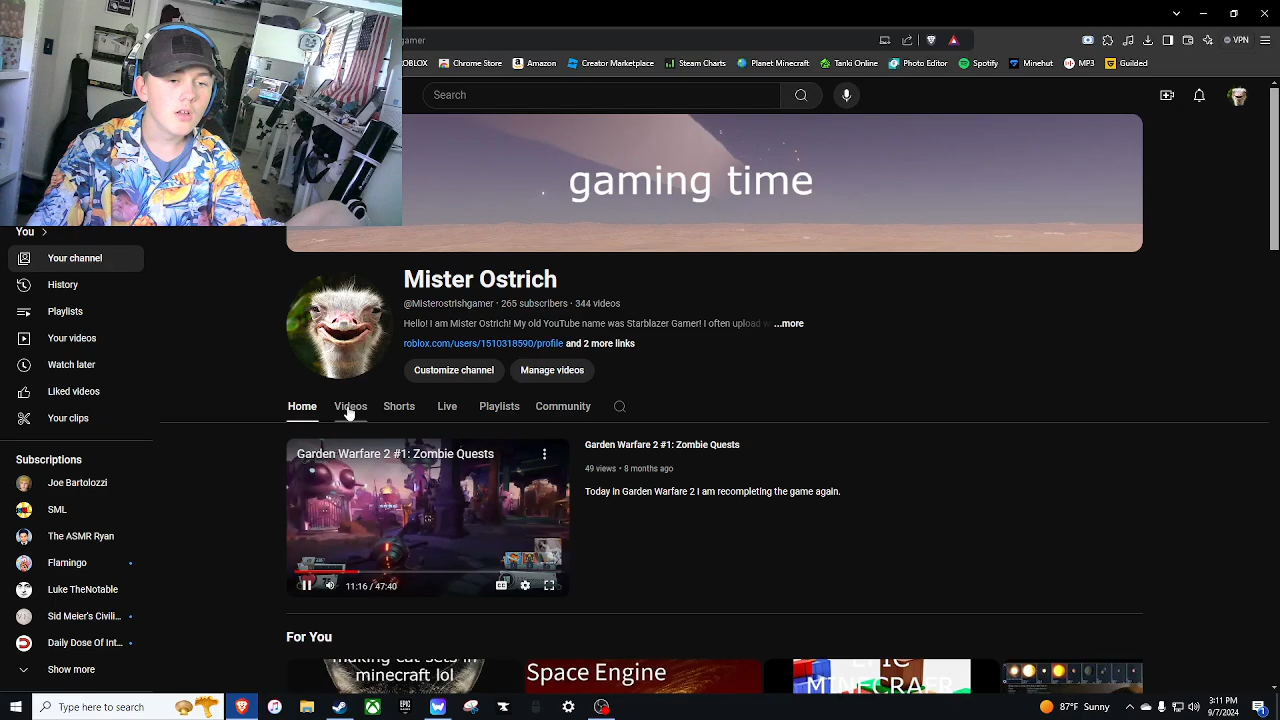 gamer
VPN
OBLOX
Chrome Store
Amazon
Creator Marketplace
Steam Charts
Planet Minecraft
Tarki Online
Photo Editor
Spotify
Minehut
MP3
Guilded
Search
gaming time
You
Your channel
History
Playlists
Your videos
Watch later
Liked videos
Your clips
Subscriptions
Joe Bartolozzi
SML
The ASMR Ryan
Flamingo
Luke TheNotable
Sid Meier's Civili...
Daily Dose Of Int...
Show more
Mister Ostrich
@Misterostrishgamer · 265 subscribers · 344 videos
Hello! I am Mister Ostrich! My old YouTube name was Starblazer Gamer! I often upload ...more
roblox.com/users/1510318590/profile and 2 more links
Customize channel
Manage videos
Home
Videos
Shorts
Live
Playlists
Community
Garden Warfare 2 #1: Zombie Quests
11:16 / 47:40
Garden Warfare 2 #1: Zombie Quests
49 views • 8 months ago
Today in Garden Warfare 2 I am recompleting the game again.
For You
making cat sets in
minecraft lol
Space Engine
EPIC
MINECRAFR
Type here to search
87°F Sunny
3:11 PM
9/7/2024